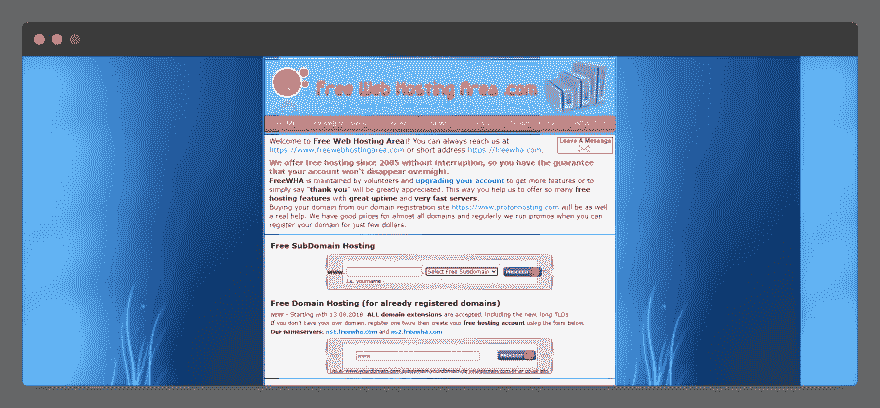 Free Web Hosting Area .com
Welcome to Free Web Hosting Area!! You can always reach us at
https://www.freewebhostingarea.com or short address https://freewha.com.
Leave A Message
We offer free hosting since 2005 without interruption, so you have the guarantee
that your account won't disappear overnight.
FreeWHA is maintained by volunteers and upgrading your account to get more features or to
simply say "thank you" will be greatly appreciated. This way you help us to offer so many free
hosting features with great uptime and very fast servers.
Buying your domain from our domain registration site https://www.proforhosting.com will be as well
a real help. We have good prices for almost all domains and regularly we run promos when you can
register your domain for just few dollars.
Free SubDomain Hosting
www.
Select Free Subdomain
PROCEED
i.e. yourname
Free Domain Hosting (for already registered domains)
NEW - Starting with 13.06.2016 ALL domain extensions are accepted, including the new, long TLDs
If you don't have your own domain, register one here then create your free hosting account using the form below.
Our nameservers: ns1.freewha.com and ns2.freewha.com
www.
PROCEED